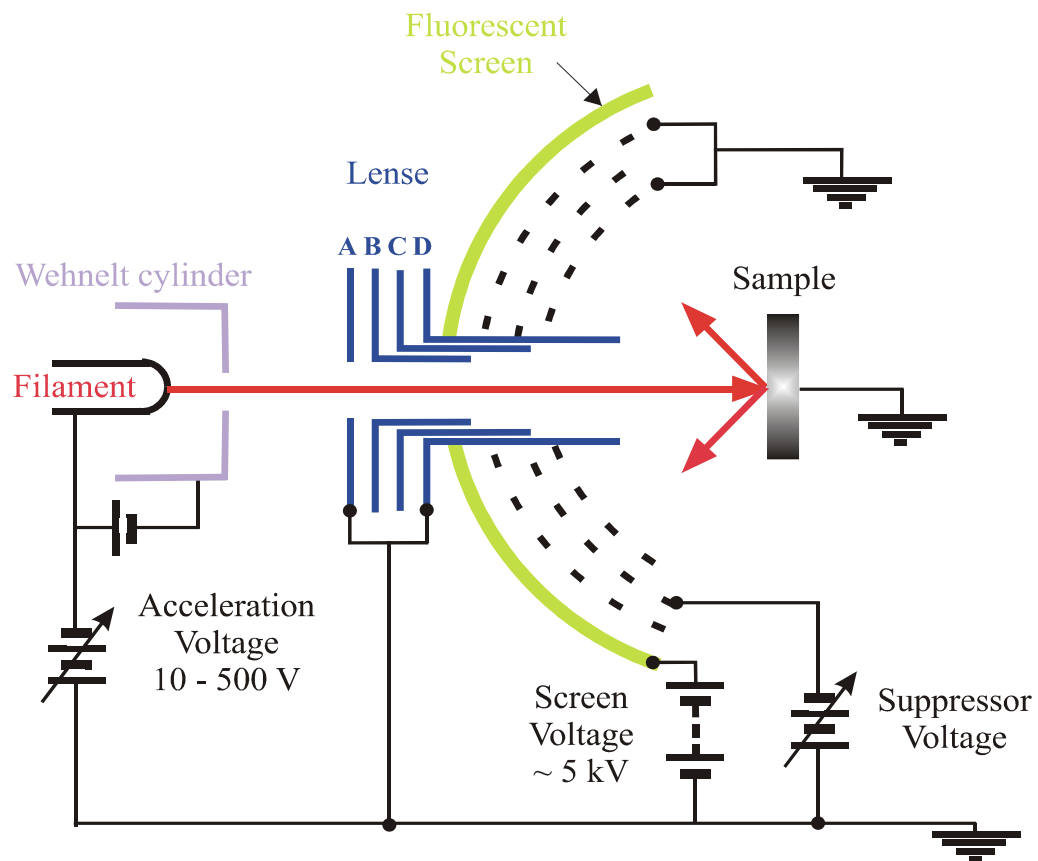 Fluorescent
Screen
Lense
A B C D
Wehnelt cylinder
Sample
Filament
Acceleration
Voltage
10 - 500 V
Screen
Voltage
~ 5 kV
Suppressor
Voltage